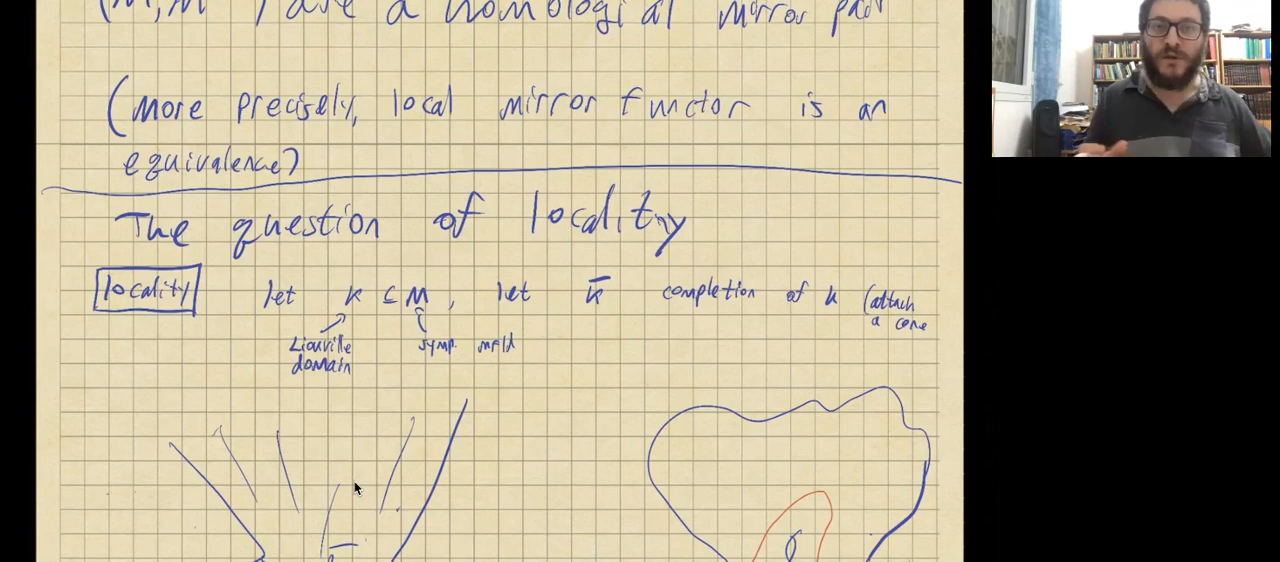 are a homological mirror pair
(More precisely, local mirror functor is an
equivalence)
The question of locality
locality let K ⊆ M, let K̄ completion of K (attach
a cone
Liouville symp. mfld
domain